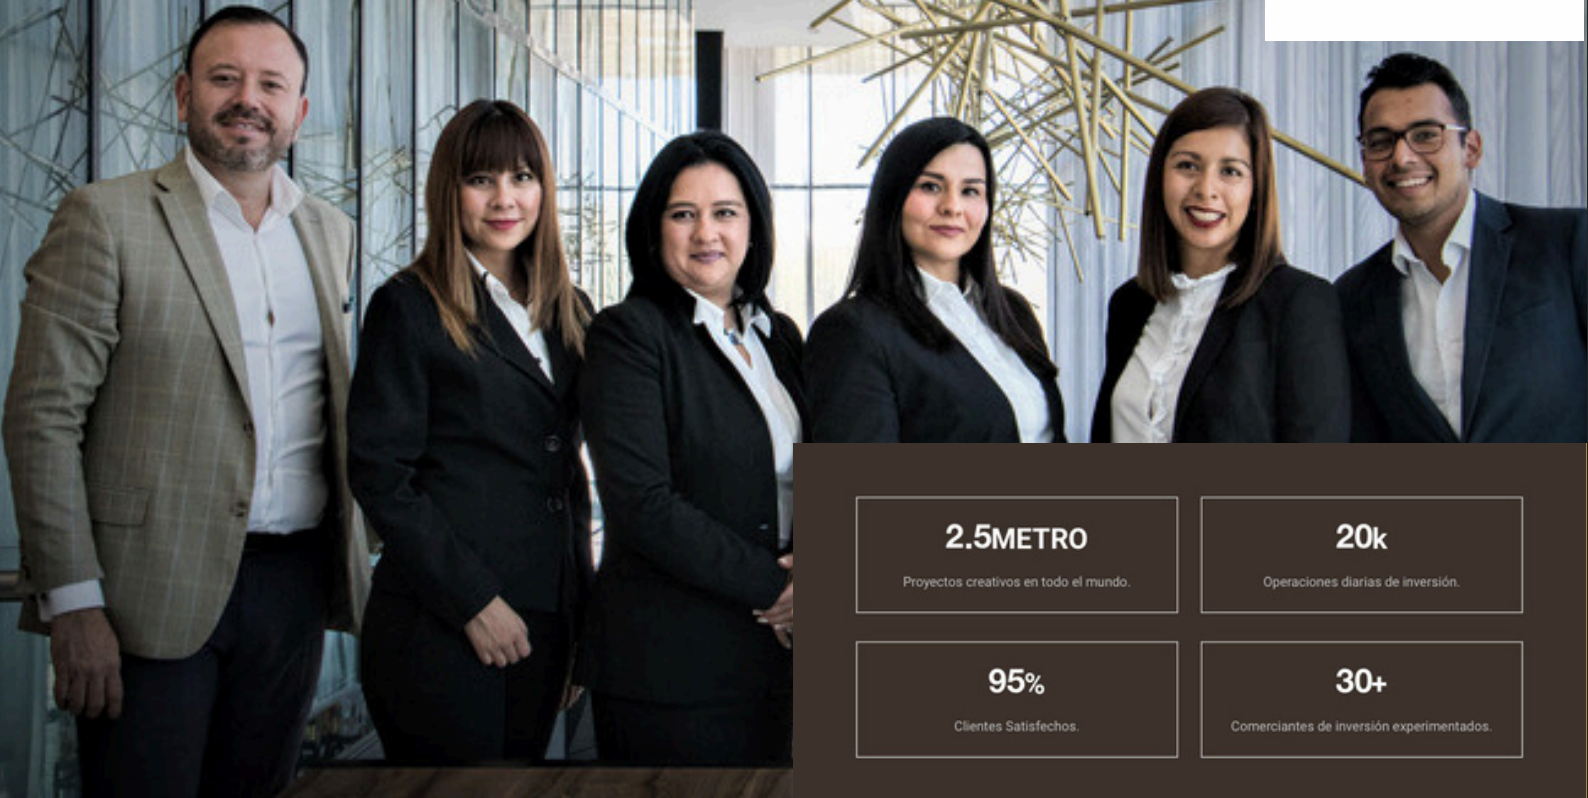 2.5METRO
Proyectos creativos en todo el mundo.
20k
Operaciones diarias de inversión.
95%
Clientes Satisfechos.
30+
Comerciantes de inversión experimentados.